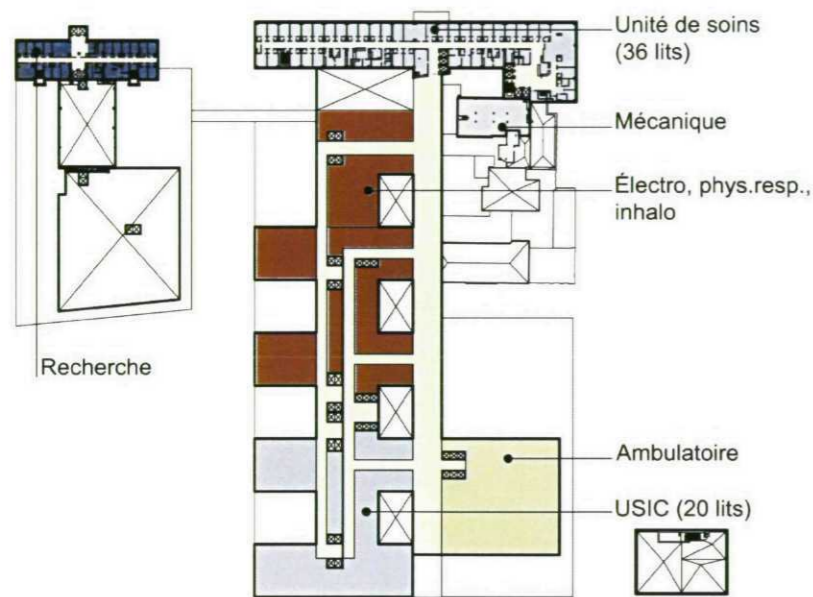 Unité de soins
(36 lits)
Mécanique
Électro, phys.resp.,
inhalo
Recherche
Ambulatoire
USIC (20 lits)